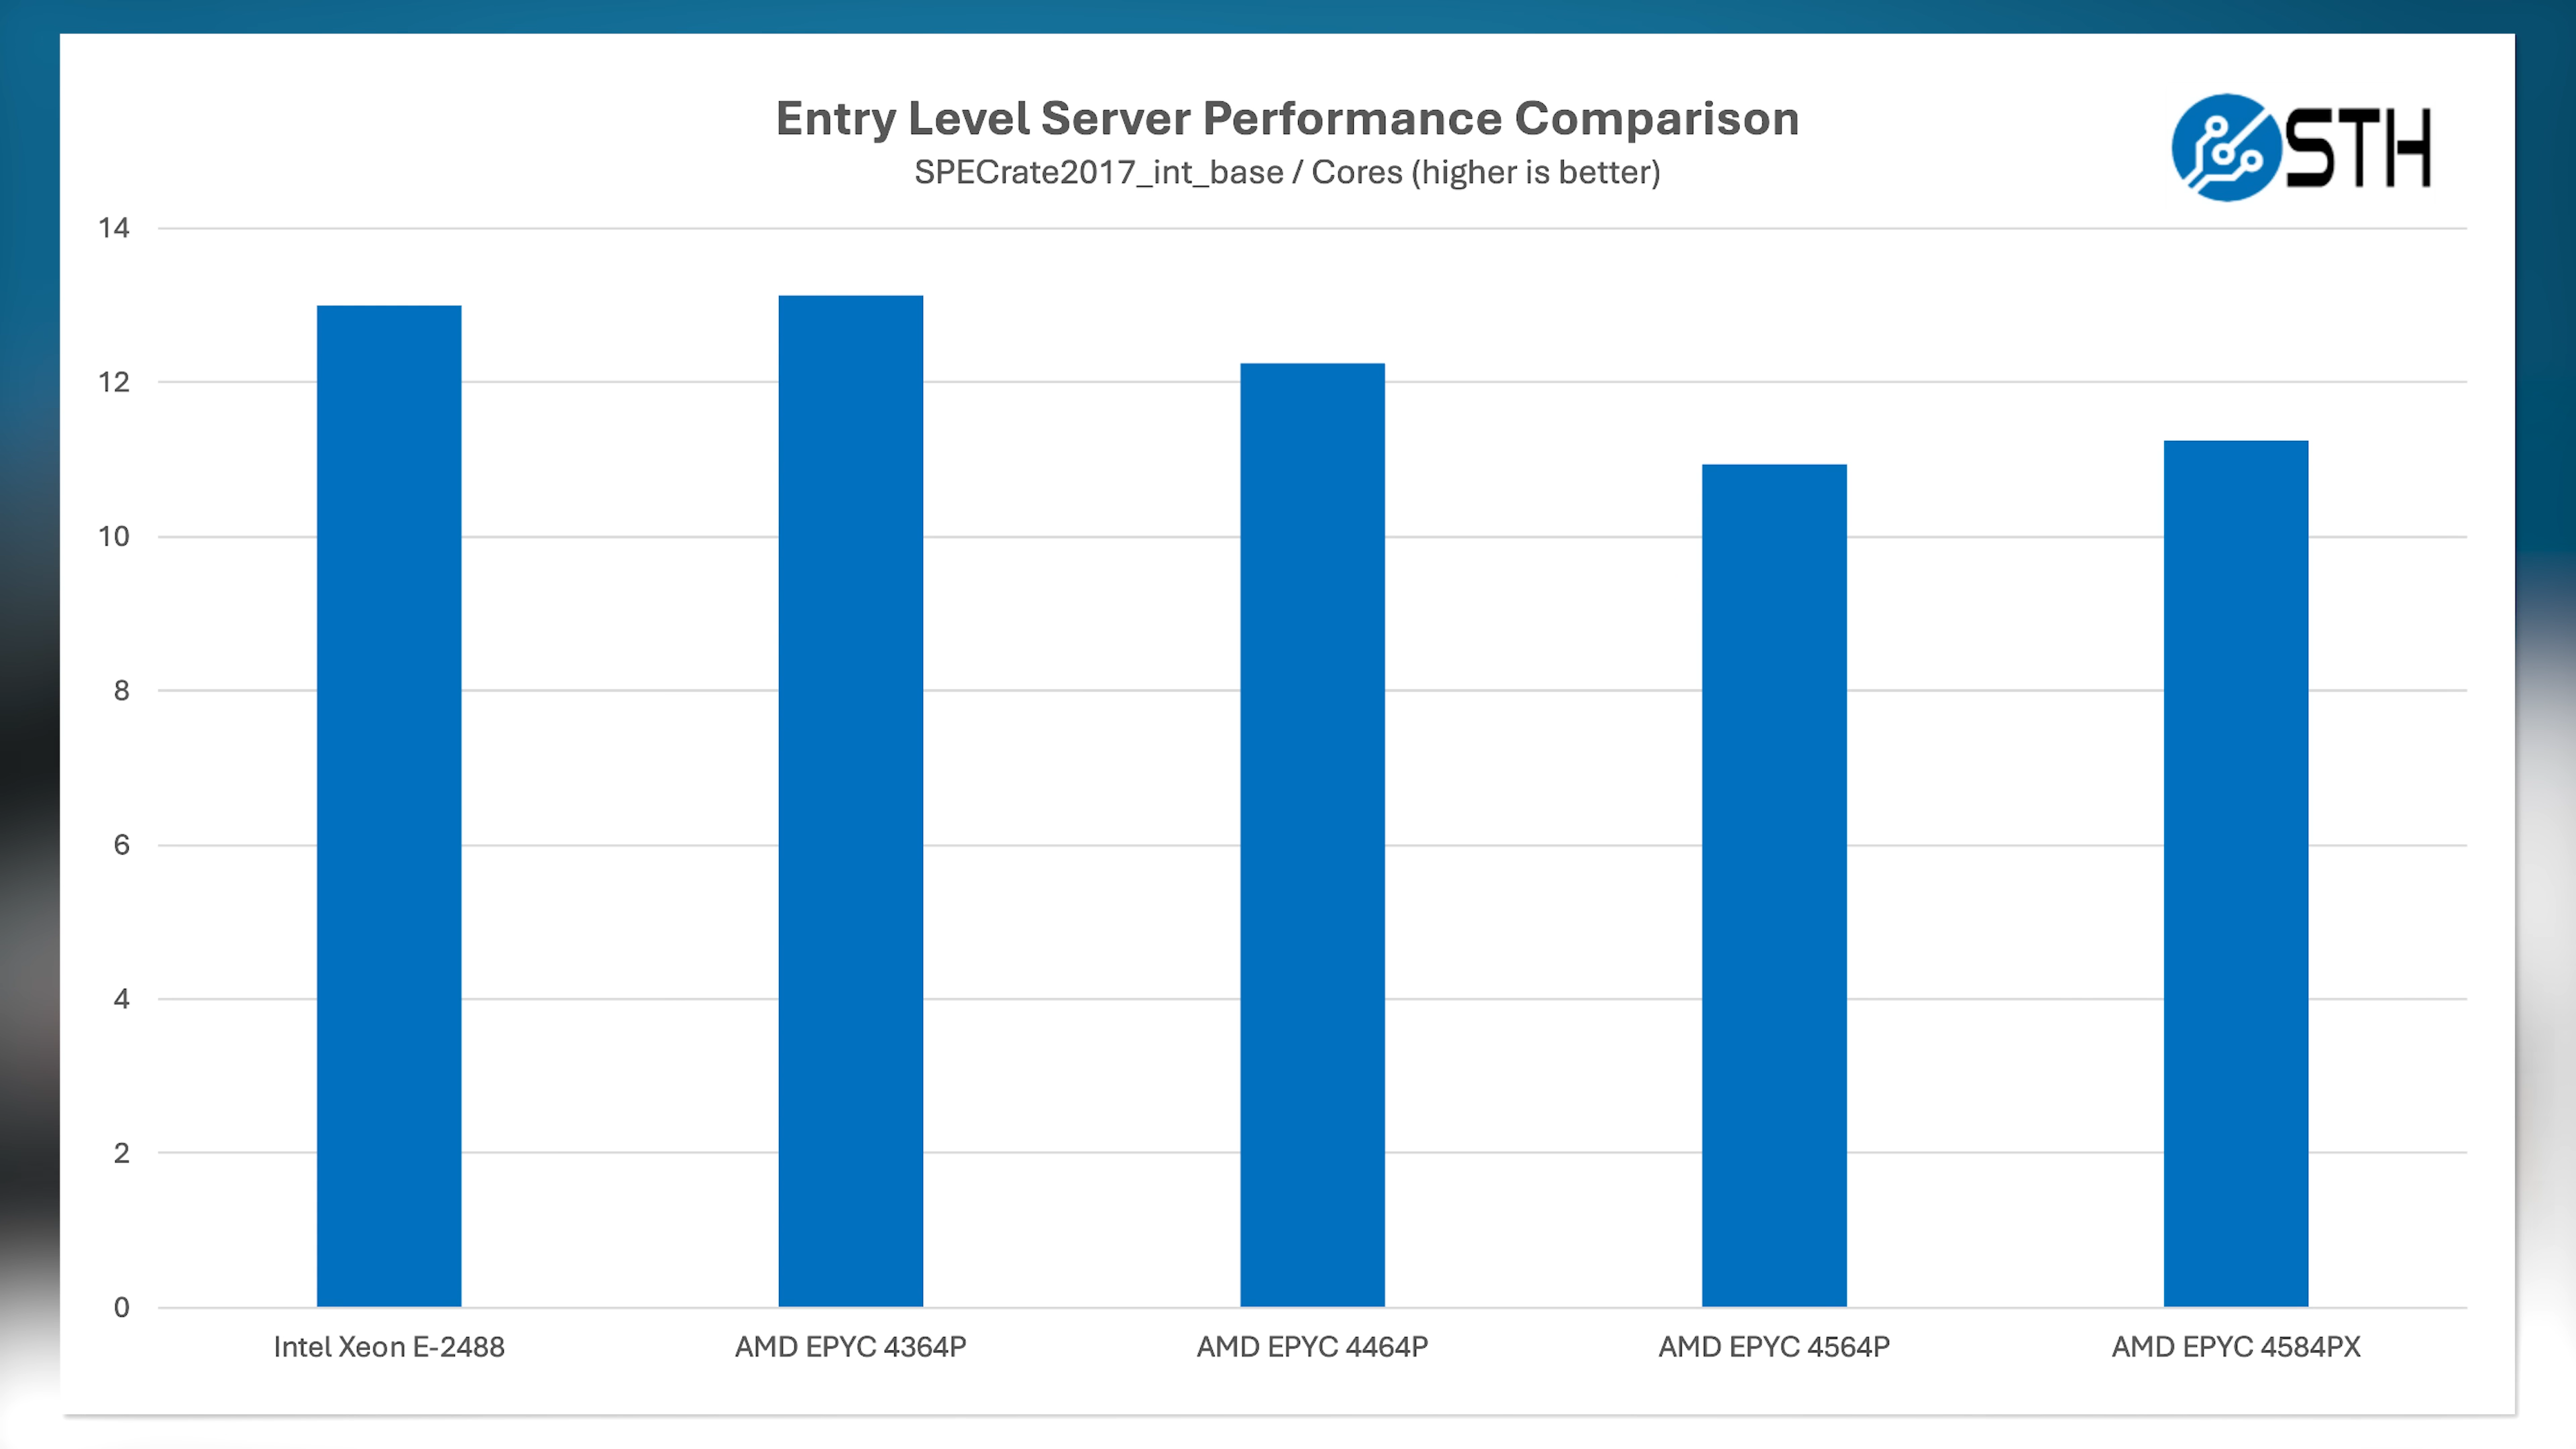 Entry Level Server Performance Comparison
SPECrate2017_int_base / Cores (higher is better)
STH
14
12
10
8
6
4
2
0
Intel Xeon E-2488
AMD EPYC 4364P
AMD EPYC 4464P
AMD EPYC 4564P
AMD EPYC 4584PX